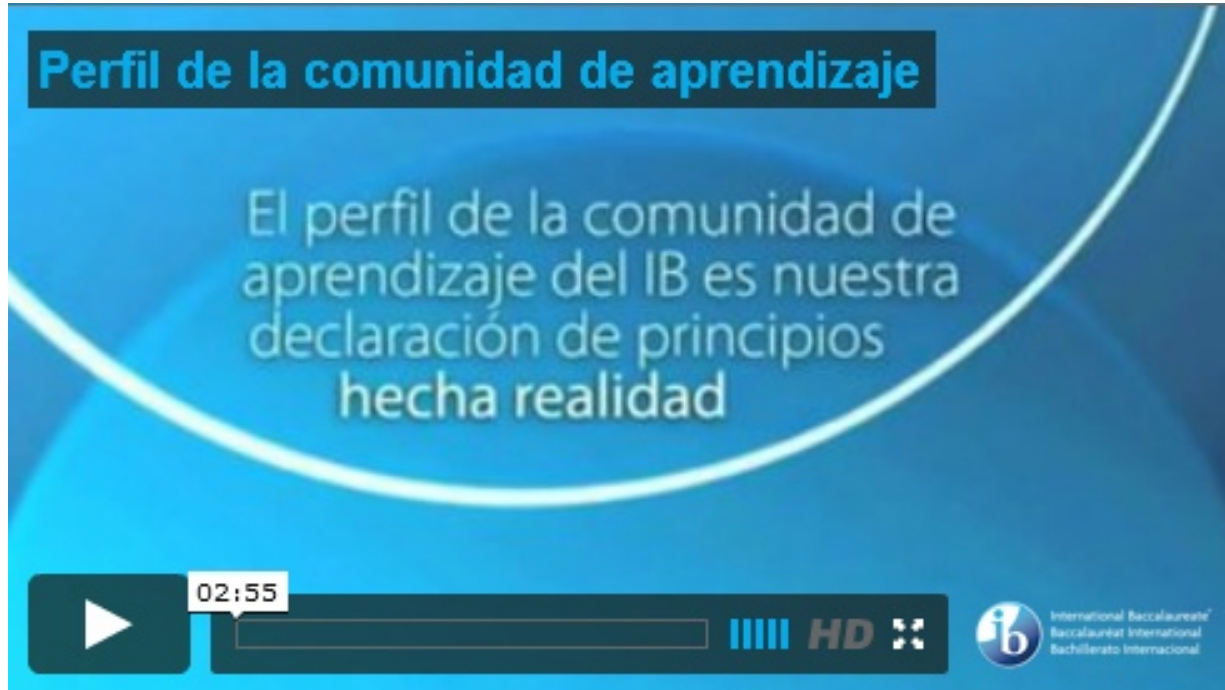 Perfil de la comunidad de aprendizaje
El perfil de la comunidad de
aprendizaje del IB es nuestra
declaración de principios
hecha realidad
02:55
HD
ib
International Baccalaureate®
Baccalauréat International
Bachillerato Internacional